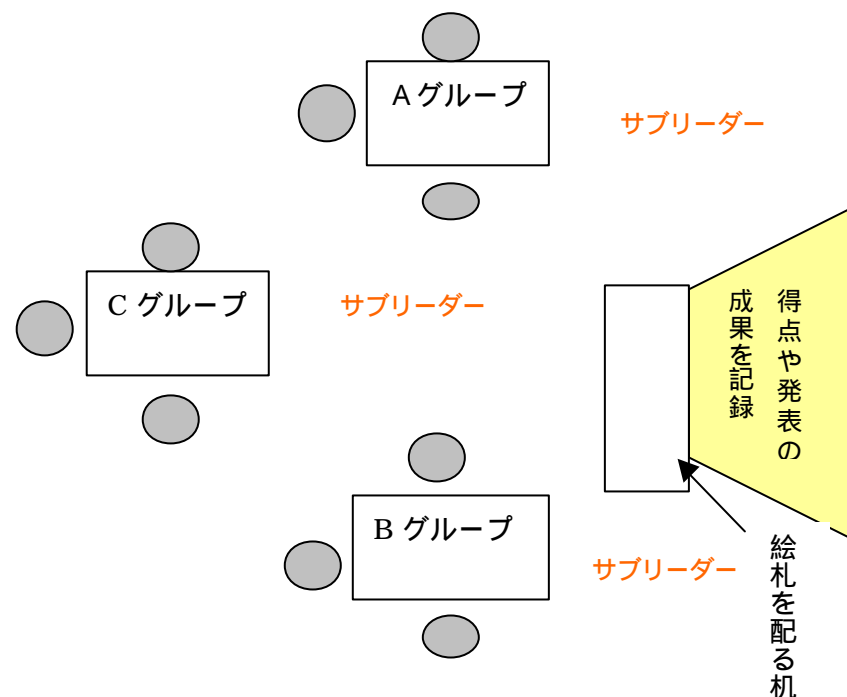 Aグループ
サブリーダー
C グループ
サブリーダー
得点や発表の
成果を記録
B グループ
サブリーダー
絵札を配る机